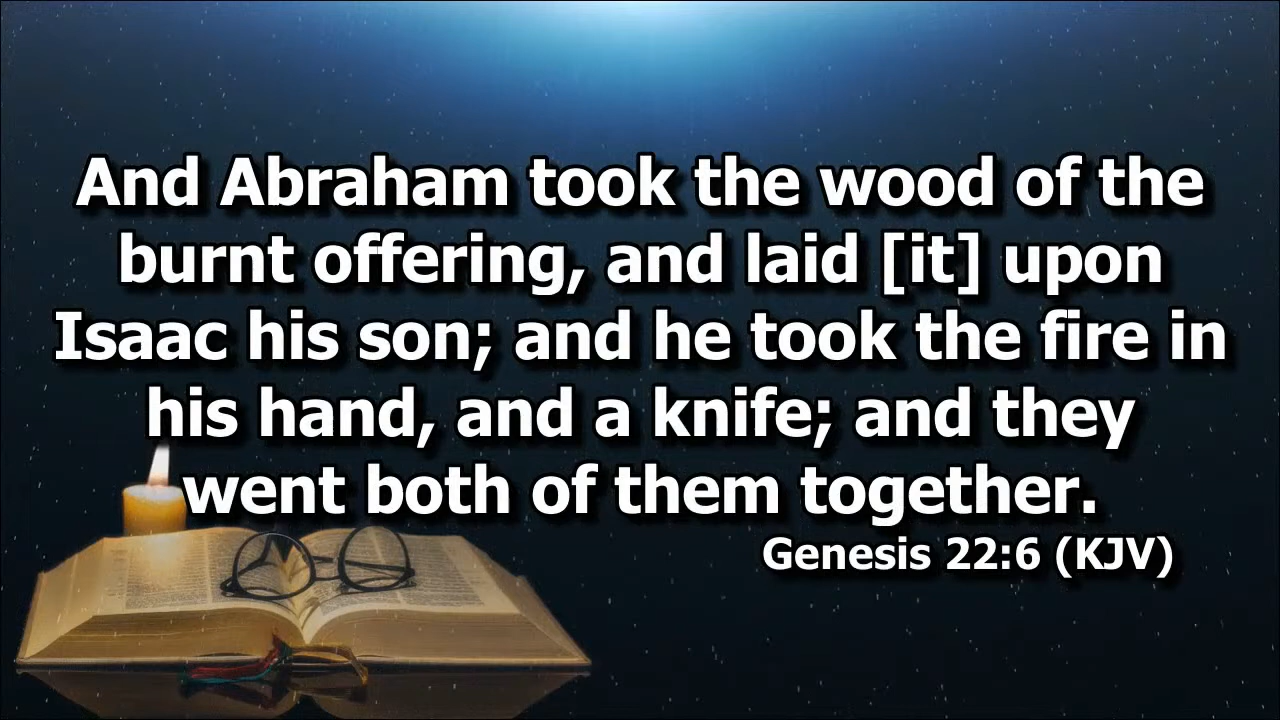 And Abraham took the wood of the
burnt offering, and laid [it] upon
Isaac his son; and he took the fire in
his hand, and a knife; and they
went both of them together.
Genesis 22:6 (KJV)